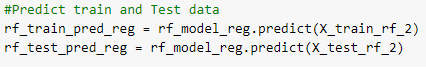 #Predict train and Test data
rf_train_pred_reg = rf_model_reg.predict(X_train_rf_2)
rf_test_pred_reg = rf_model_reg.predict(X_test_rf_2)